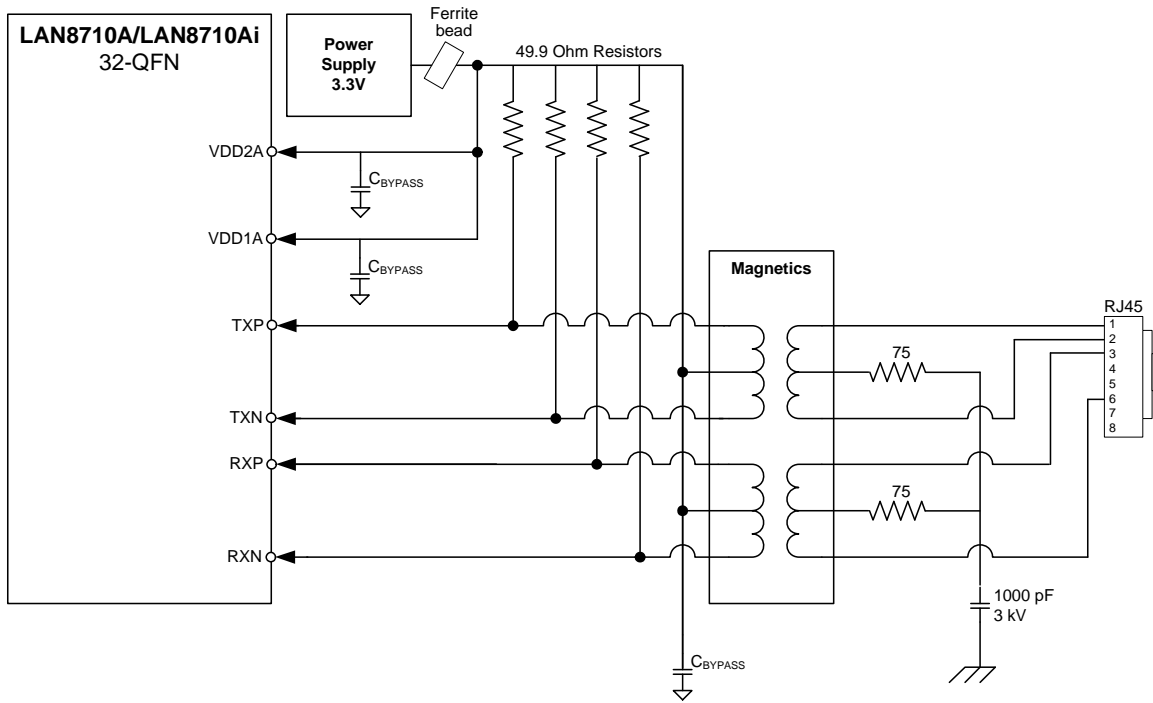 LAN8710A/LAN8710Ai
32-QFN
Power
Supply
3.3V
Ferrite
bead
49.9 Ohm Resistors
VDD2A
CBYPASS
VDD1A
CBYPASS
Magnetics
TXP
TXN
RXP
RXN
75
75
RJ45
1
2
3
4
5
6
7
8
1000 pF
3 kV
CBYPASS